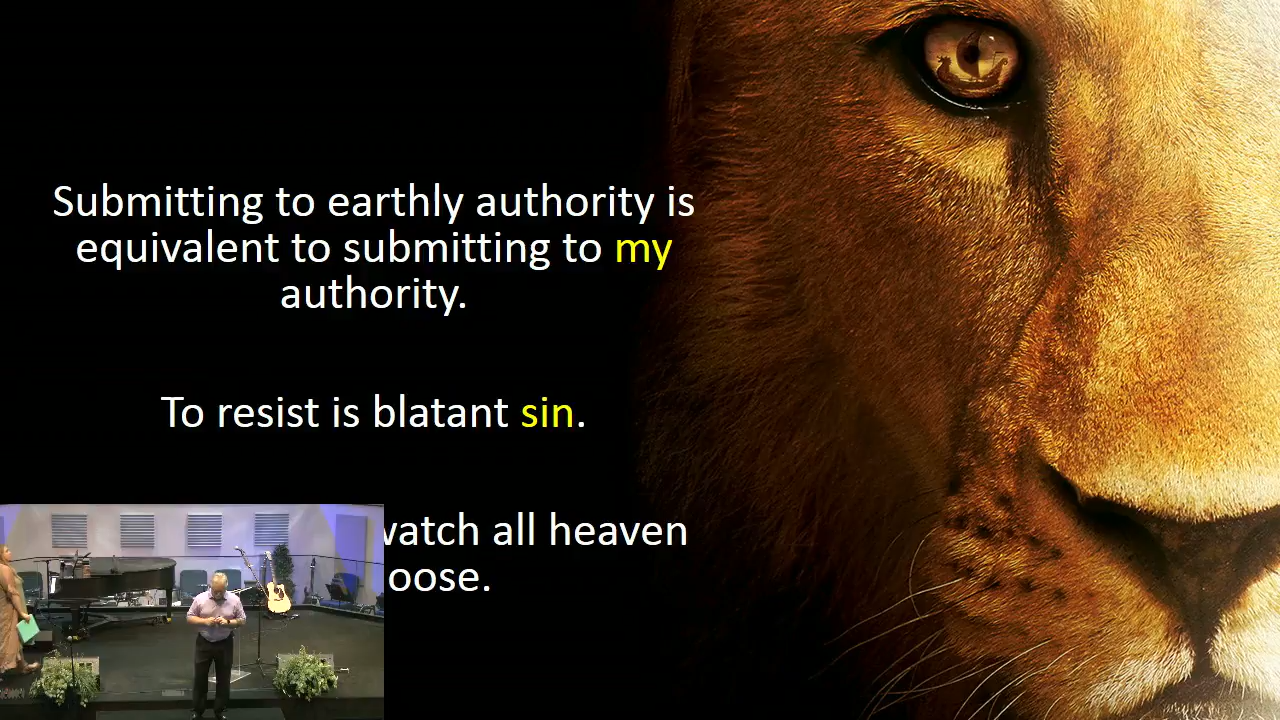 Submitting to earthly authority is
equivalent to submitting to my
authority.
To resist is blatant sin.
watch all heaven
oose.